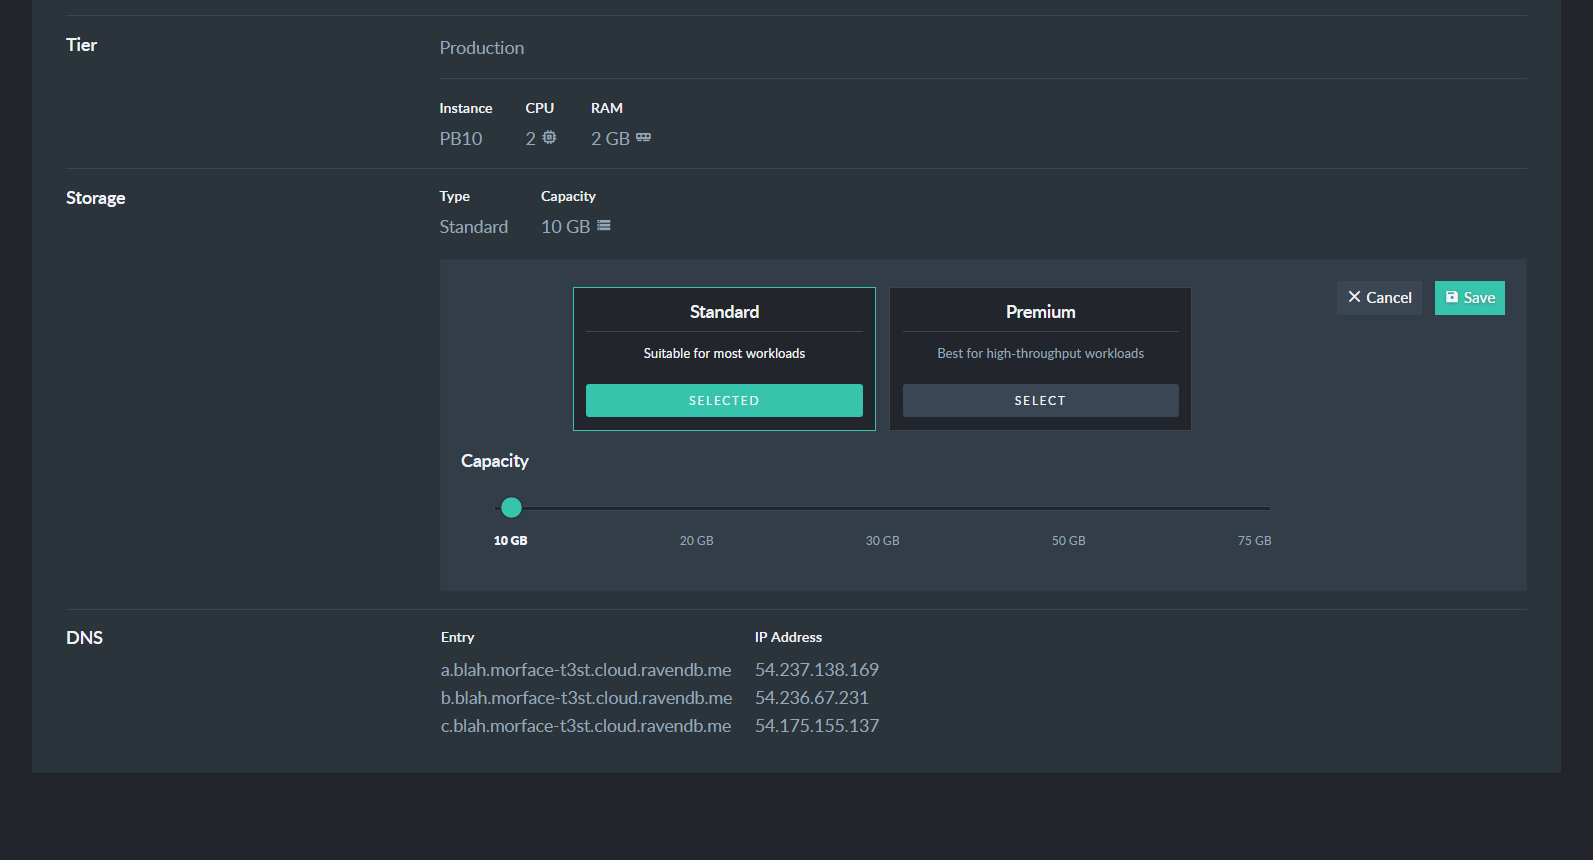 Tier
Production
Instance CPU RAM
PB10 2 2 GB
Storage
Type Capacity
Standard 10 GB
Cancel Save
Standard
Suitable for most workloads
SELECTED
Premium
Best for high-throughput workloads
SELECT
Capacity
10 GB 20 GB 30 GB 50 GB 75 GB
DNS
Entry IP Address
a.blah.morface-t3st.cloud.ravendb.me 54.237.138.169
b.blah.morface-t3st.cloud.ravendb.me 54.236.67.231
c.blah.morface-t3st.cloud.ravendb.me 54.175.155.137